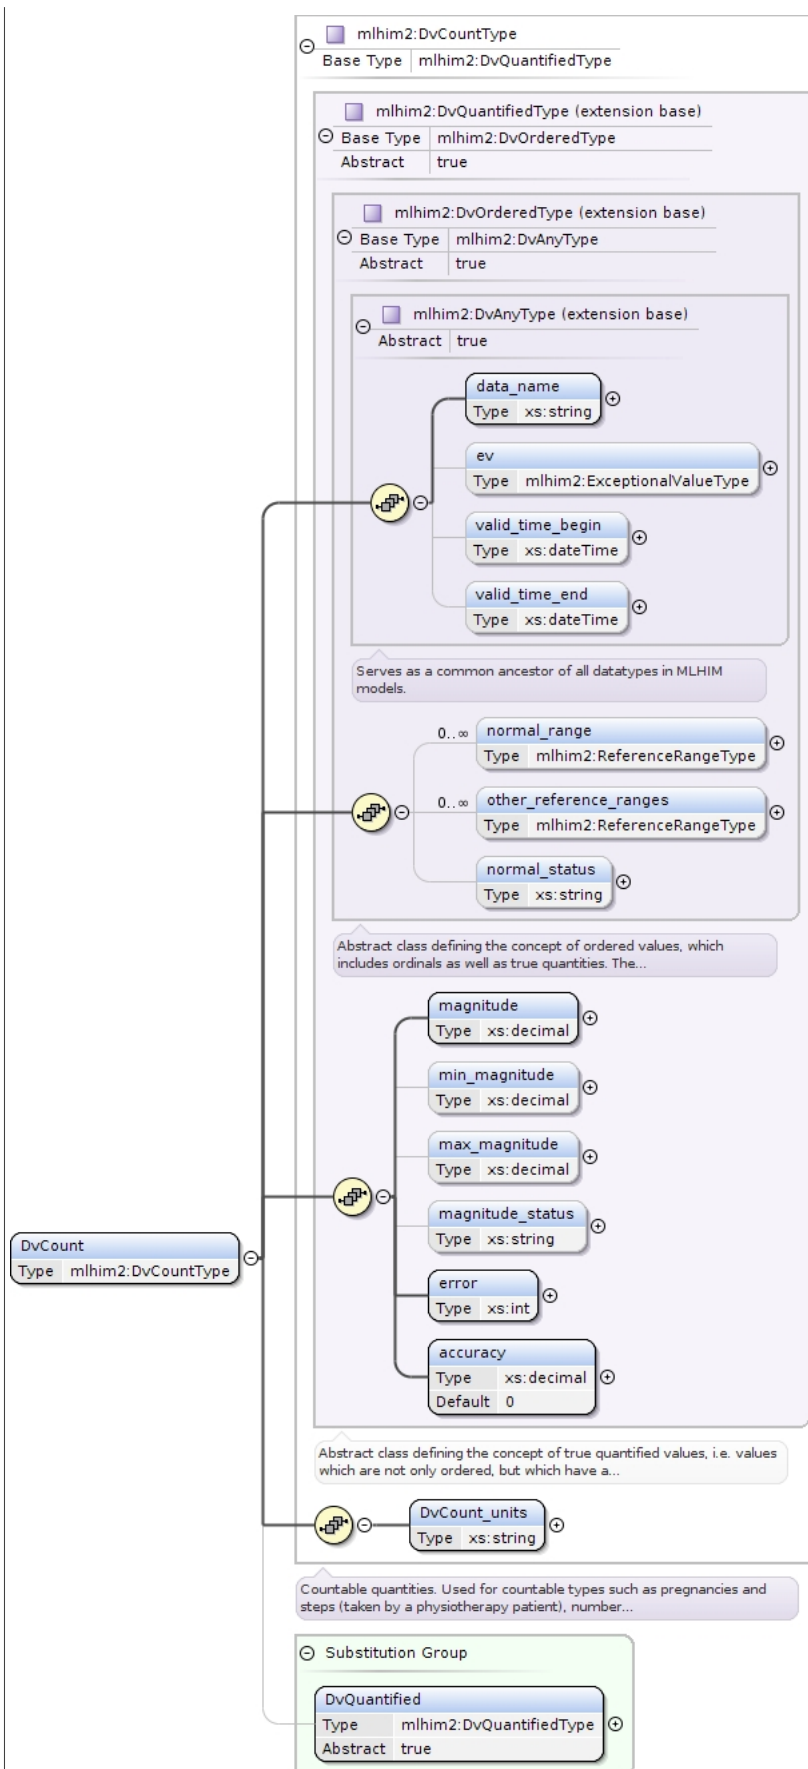 mlhim2:DvCountType
Base Type mlhim2:DvQuantifiedType
mlhim2:DvQuantifiedType (extension base)
Base Type mlhim2:DvOrderedType
Abstract true
mlhim2:DvOrderedType (extension base)
Base Type mlhim2:DvAnyType
Abstract true
mlhim2:DvAnyType (extension base)
Abstract true
data_name
Type xs:string
ev
Type mlhim2:ExceptionalValueType
valid_time_begin
Type xs:dateTime
valid_time_end
Type xs:dateTime
Serves as a common ancestor of all datatypes in MLHIM
models.
0..∞ normal_range
Type mlhim2:ReferenceRangeType
0..∞ other_reference_ranges
Type mlhim2:ReferenceRangeType
normal_status
Type xs:string
Abstract class defining the concept of ordered values, which
includes ordinals as well as true quantities. The...
magnitude
Type xs:decimal
min_magnitude
Type xs:decimal
max_magnitude
Type xs:decimal
magnitude_status
Type xs:string
DvCount
Type mlhim2:DvCountType
error
Type xs:int
accuracy
Type xs:decimal
Default 0
Abstract class defining the concept of true quantified values, i.e. values
which are not only ordered, but which have a...
DvCount_units
Type xs:string
Countable quantities. Used for countable types such as pregnancies and
steps (taken by a physiotherapy patient), number...
Substitution Group
DvQuantified
Type mlhim2:DvQuantifiedType
Abstract true